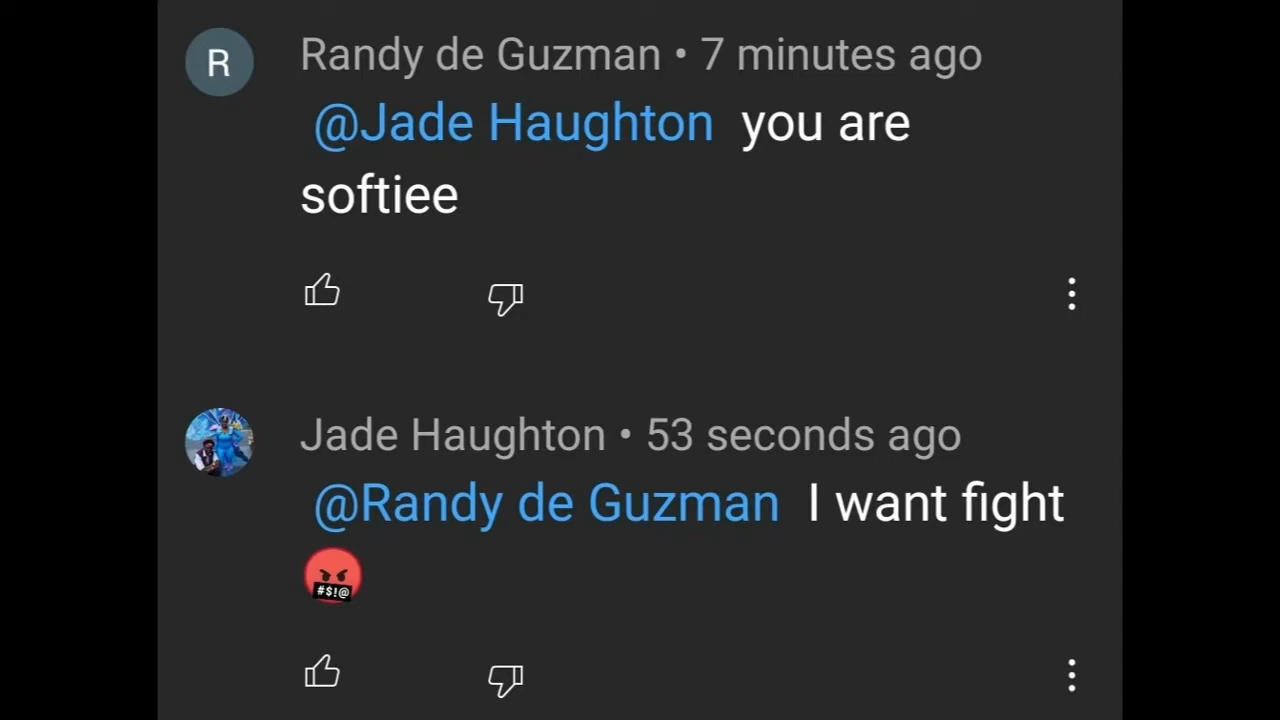 R
Randy de Guzman • 7 minutes ago
@Jade Haughton you are
softiee
Jade Haughton • 53 seconds ago
@Randy de Guzman I want fight
#$!@